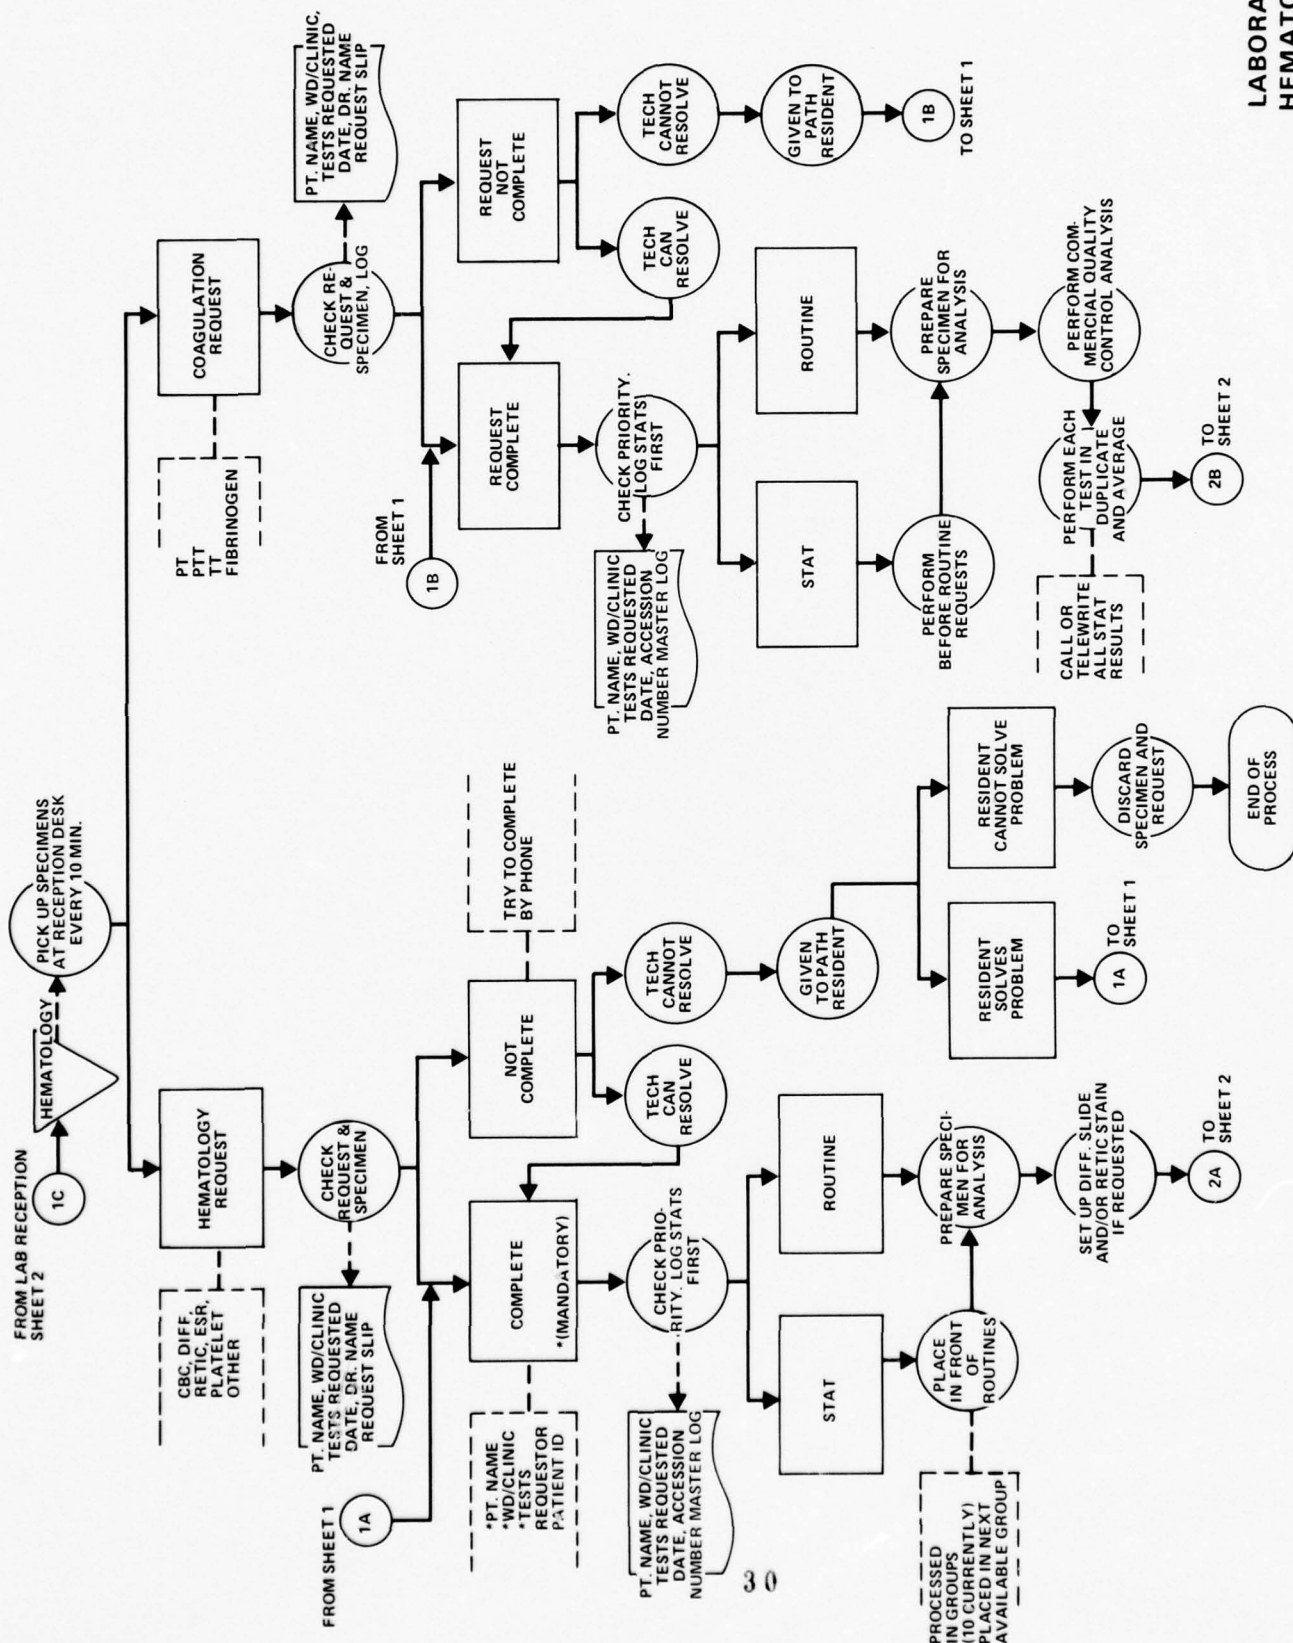 FROM LAB RECEPTION
SHEET 2
1C
HEMATOLOGY
PICK UP SPECIMENS
AT RECEPTION DESK
EVERY 10 MIN.
CBC, DIFF,
RETIC, ESR,
PLATELET
OTHER
HEMATOLOGY
REQUEST
PT
PTT
TT
FIBRINOGEN
COAGULATION
REQUEST
PT. NAME, WD/CLINIC
TESTS REQUESTED
DATE, DR. NAME
REQUEST SLIP
CHECK
REQUEST &
SPECIMEN
CHECK RE-
QUEST &
SPECIMEN, LOG
PT. NAME, WD/CLINIC,
TESTS REQUESTED
DATE, DR. NAME
REQUEST SLIP
FROM SHEET 1
1A
*PT. NAME
*WD/CLINIC
*TESTS
REQUESTOR
PATIENT ID
COMPLETE
*(MANDATORY)
NOT
COMPLETE
TRY TO COMPLETE
BY PHONE
FROM
SHEET 1
1B
REQUEST
COMPLETE
REQUEST
NOT
COMPLETE
PT. NAME, WD/CLINIC
TESTS REQUESTED
DATE, ACCESSION
NUMBER MASTER LOG
CHECK PRIO-
RITY. LOG STATS
FIRST
TECH
CAN
RESOLVE
TECH
CANNOT
RESOLVE
PT. NAME, WD/CLINIC
TESTS REQUESTED
DATE, ACCESSION
NUMBER MASTER LOG
CHECK PRIORITY.
LOG STATS
FIRST
TECH
CAN
RESOLVE
TECH
CANNOT
RESOLVE
STAT
ROUTINE
GIVEN
TO PATH
RESIDENT
STAT
ROUTINE
GIVEN TO
PATH
RESIDENT
PROCESSED
IN GROUPS
(10 CURRENTLY)
PLACED IN NEXT
AVAILABLE GROUP
PLACE
IN FRONT
OF
ROUTINES
PREPARE SPECI-
MEN FOR
ANALYSIS
RESIDENT
SOLVES
PROBLEM
RESIDENT
CANNOT SOLVE
PROBLEM
PERFORM
BEFORE ROUTINE
REQUESTS
PREPARE
SPECIMEN FOR
ANALYSIS
1B
TO SHEET 1
SET UP DIFF. SLIDE
AND/OR RETIC STAIN
IF REQUESTED
1A
TO
SHEET 1
DISCARD
SPECIMEN AND
REQUEST
CALL OR
TELEWRITE
ALL STAT
RESULTS
PERFORM EACH
TEST IN
DUPLICATE
AND AVERAGE
PERFORM COM-
MERCIAL QUALITY
CONTROL ANALYSIS
2A
TO
SHEET 2
END OF
PROCESS
2B
TO
SHEET 2
30